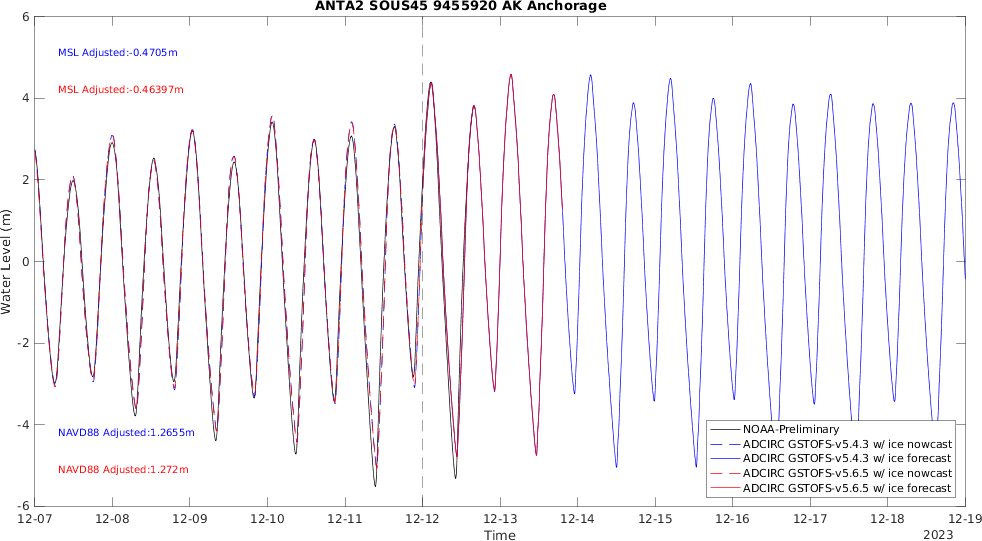 ANTA2 SOUS45 9455920 AK Anchorage
6
4
2
0
-2
-4
-6
Water Level (m)
MSL Adjusted:-0.4705m
MSL Adjusted:-0.46397m
NAVD88 Adjusted:1.2655m
NAVD88 Adjusted:1.272m
NOAA-Preliminary
ADCIRC GSTOFS-v5.4.3 w/ ice nowcast
ADCIRC GSTOFS-v5.4.3 w/ ice forecast
ADCIRC GSTOFS-v5.6.5 w/ ice nowcast
ADCIRC GSTOFS-v5.6.5 w/ ice forecast
12-07 12-08 12-09 12-10 12-11 12-12 12-13 12-14 12-15 12-16 12-17 12-18 12-19
Time
2023